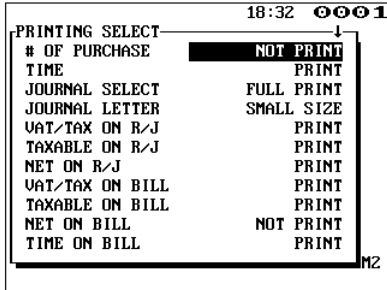 18:32 0001
PRINTING SELECT ↓
# OF PURCHASE NOT PRINT
TIME PRINT
JOURNAL SELECT FULL PRINT
JOURNAL LETTER SMALL SIZE
VAT/TAX ON R/J PRINT
TAXABLE ON R/J PRINT
NET ON R/J PRINT
VAT/TAX ON BILL PRINT
TAXABLE ON BILL PRINT
NET ON BILL NOT PRINT
TIME ON BILL PRINT
M2